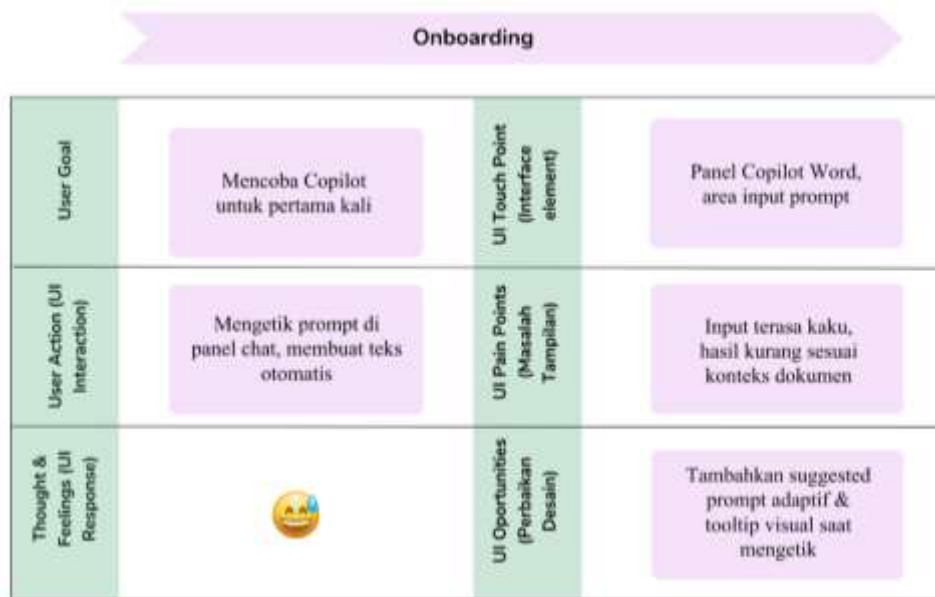 Onboarding
User Goal
Mencoba Copilot
untuk pertama kali
UI Touch Point
(Interface
element)
Panel Copilot Word,
area input prompt
User Action (UI
Interaction)
Mengetik prompt di
panel chat, membuat teks
otomatis
UI Pain Points
(Masalah
Tampilan)
Input terasa kaku,
hasil kurang sesuai
konteks dokumen
Thought &
Feelings (UI
Response)
UI Oportunities
(Perbaikan
Desain)
Tambahkan suggested
prompt adaptif &
tooltip visual saat
mengetik